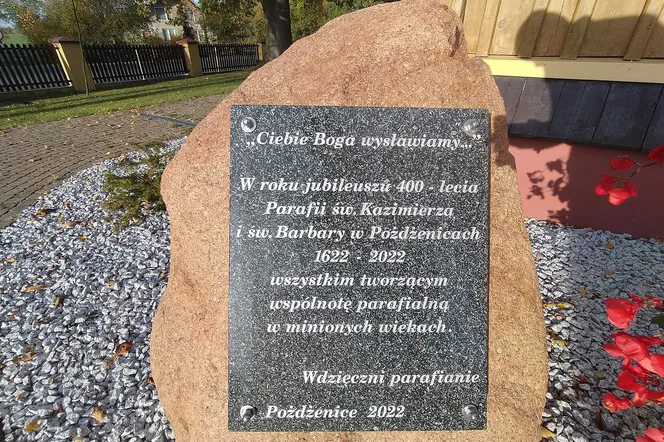 „Ciebie Boga wysławiamy..."
W roku jubileuszu 400 - lecia
Parafii św. Kazimierza
i św. Barbary w Pożdżenicach
1622 - 2022
wszystkim tworzącym
wspólnotę parafialną
w minionych wiekach.
Wdzięczni parafianie
Pożdżenice 2022